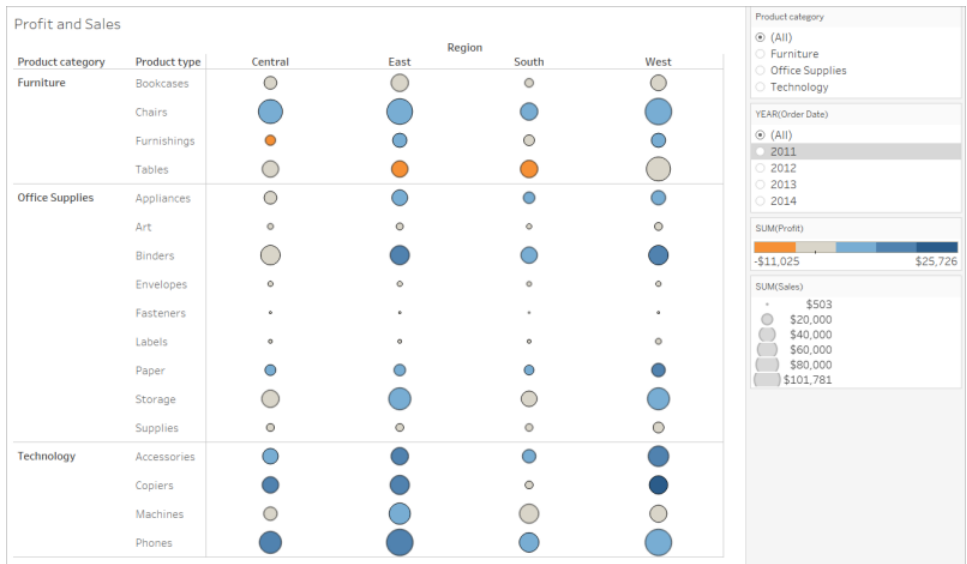 Profit and Sales
Region
Product category Product type Central East South West
Furniture Bookcases
Chairs
Furnishings
Tables
Office Supplies Appliances
Art
Binders
Envelopes
Fasteners
Labels
Paper
Storage
Supplies
Technology Accessories
Copiers
Machines
Phones
Product category
(All)
Furniture
Office Supplies
Technology
YEAR(Order Date)
(All)
2011
2012
2013
2014
SUM(Profit)
-$11,025 $25,726
SUM(Sales)
$503
$20,000
$40,000
$60,000
$80,000
$101,781